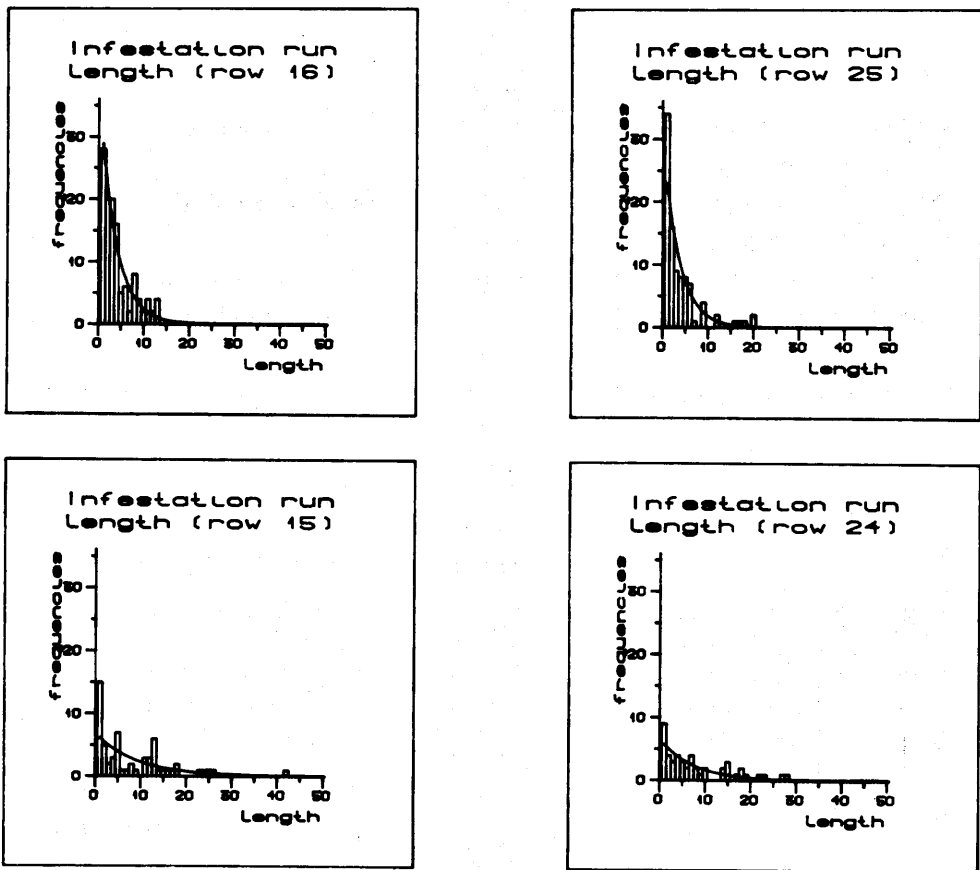 Infestation run
Length (row 16)
frequencies
30
20
10
0
0 10 20 30 40 50
Length
Infestation run
Length (row 25)
frequencies
30
20
10
0
0 10 20 30 40 50
Length
Infestation run
Length (row 15)
frequencies
30
20
10
0
0 10 20 30 40 50
Length
Infestation run
Length (row 24)
frequencies
30
20
10
0
0 10 20 30 40 50
Length